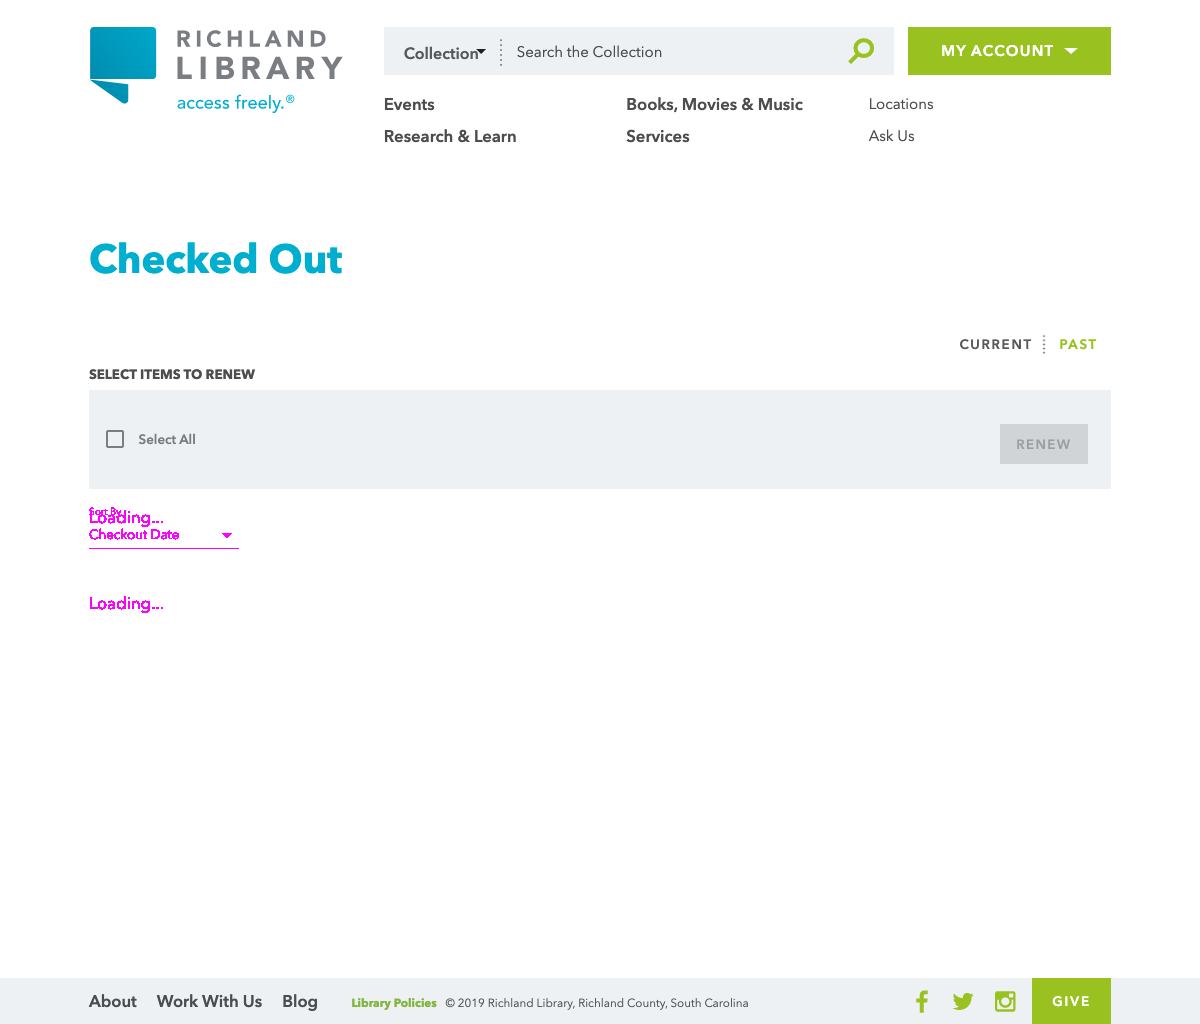 RICHLAND
LIBRARY
access freely.®
Collection
Search the Collection
MY ACCOUNT
Events
Books, Movies & Music
Locations
Research & Learn
Services
Ask Us
Checked Out
CURRENT
PAST
SELECT ITEMS TO RENEW
Select All
RENEW
Sort By
Loading...
Checkout Date
Loading...
About
Work With Us
Blog
Library Policies
© 2019 Richland Library, Richland County, South Carolina
GIVE